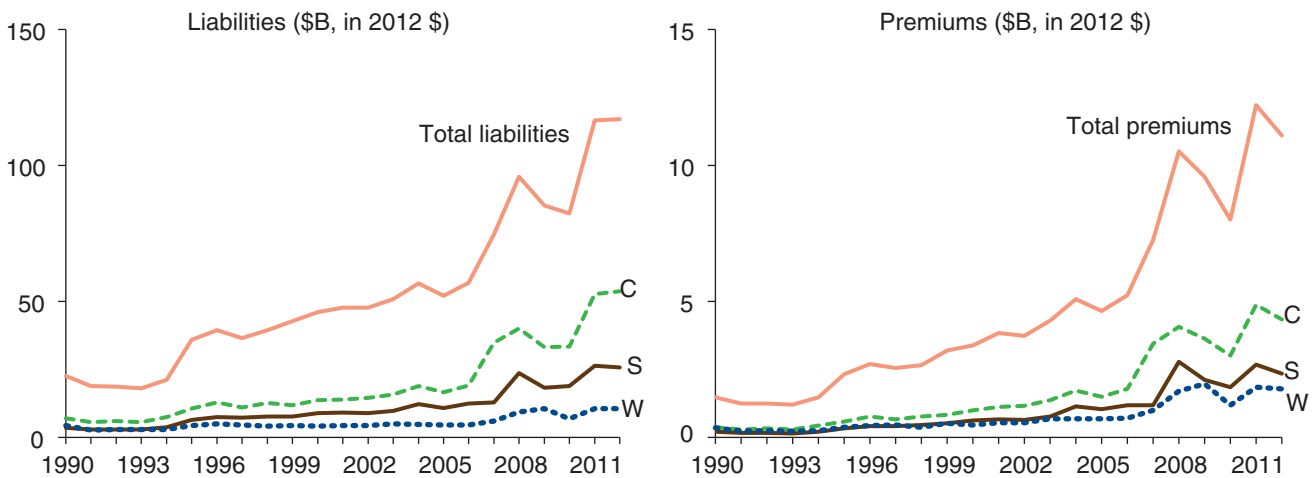 Liabilities ($B, in 2012 $)
150
100
50
0
Total liabilities
C
S
W
1990 1993 1996 1999 2002 2005 2008 2011
Premiums ($B, in 2012 $)
15
10
5
0
Total premiums
C
S
W
1990 1993 1996 1999 2002 2005 2008 2011